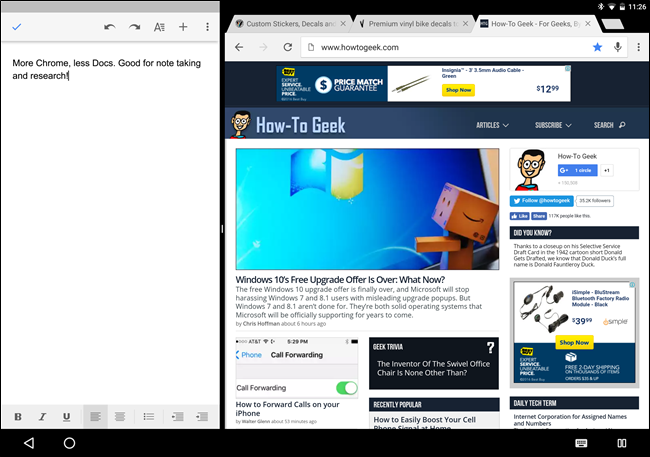 11:26
More Chrome, less Docs. Good for note taking
and research!
B I U
Custom Stickers, Decals and
Premium vinyl bike decals f
How-To Geek - For Geeks, B
www.howtogeek.com
BEST BUY
EXPERT SERVICE. UNBEATABLE PRICE.
$ PRICE MATCH GUARANTEE
Insignia™- 3' 3.5mm Audio Cable -
Green
Shop Now
$12.99
How-To Geek
ARTICLES
SUBSCRIBE
SEARCH
Windows 10's Free Upgrade Offer Is Over: What Now?
The free Windows 10 upgrade offer is finally over, and Microsoft will stop
harassing Windows 7 and 8.1 users with misleading upgrade popups. But
Windows 7 and 8.1 aren't done for. They're both solid operating systems that
Microsoft will be officially supporting for years to come.
by Chris Hoffman about 6 hours ago
AT&T
5:29 PM
Phone
Call Forwarding
Call Forwarding
How to Forward Calls on your
iPhone
by Walter Glenn about 53 minutes ago
GEEK TRIVIA
?
The Inventor Of The Swivel Office
Chair Is None Other Than?
RECENTLY POPULAR
How to Easily Boost Your Cell
Phone Signal at Home
How-To Geek
G+ 1 circle
+1
Follow @howtogeek
35.2K followers
Like
Share
117K people like this.
DID YOU KNOW?
Thanks to a closeup on his Selective Service
Draft Card in the 1942 cartoon short Donald
Gets Drafted, we know that Donald Duck's full
name is Donald Fauntleroy Duck.
iSimple - BluStream
Bluetooth Factory Radio
Module - Black
$39.99
iSimple
Shop Now
BEST BUY
EXPERT SERVICE. UNBEATABLE PRICE.
FREE 2-DAY SHIPPING
ON THOUSANDS OF ITEMS
ORDERS $35 & UP
DAILY TECH TERM
Internet Corporation for Assigned Names
and Numbers